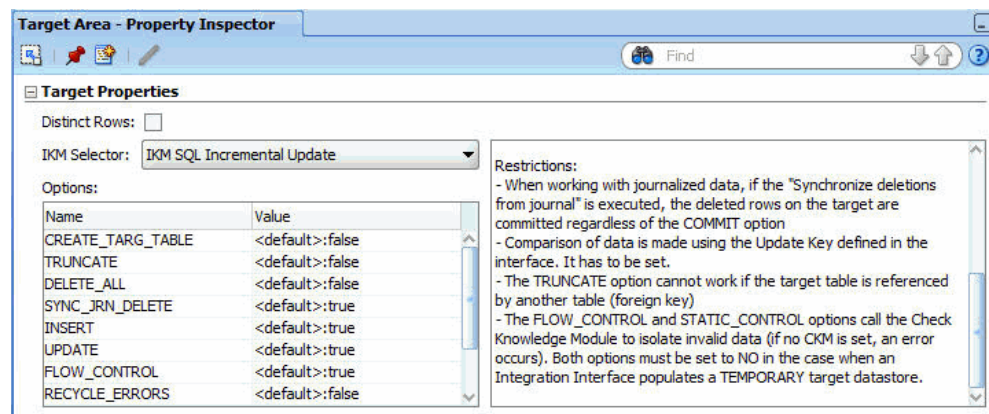 Target Area - Property Inspector
Find
Target Properties
Distinct Rows:
IKM Selector: IKM SQL Incremental Update
Options:
Name Value
CREATE_TARG_TABLE <default>:false
TRUNCATE <default>:false
DELETE_ALL <default>:false
SYNC_JRN_DELETE <default>:true
INSERT <default>:true
UPDATE <default>:true
FLOW_CONTROL <default>:true
RECYCLE_ERRORS <default>:false
Restrictions:
- When working with journalized data, if the "Synchronize deletions
from journal" is executed, the deleted rows on the target are
committed regardless of the COMMIT option
- Comparison of data is made using the Update Key defined in the
interface. It has to be set.
- The TRUNCATE option cannot work if the target table is referenced
by another table (foreign key)
- The FLOW_CONTROL and STATIC_CONTROL options call the Check
Knowledge Module to isolate invalid data (if no CKM is set, an error
occurs). Both options must be set to NO in the case when an
Integration Interface populates a TEMPORARY target datastore.